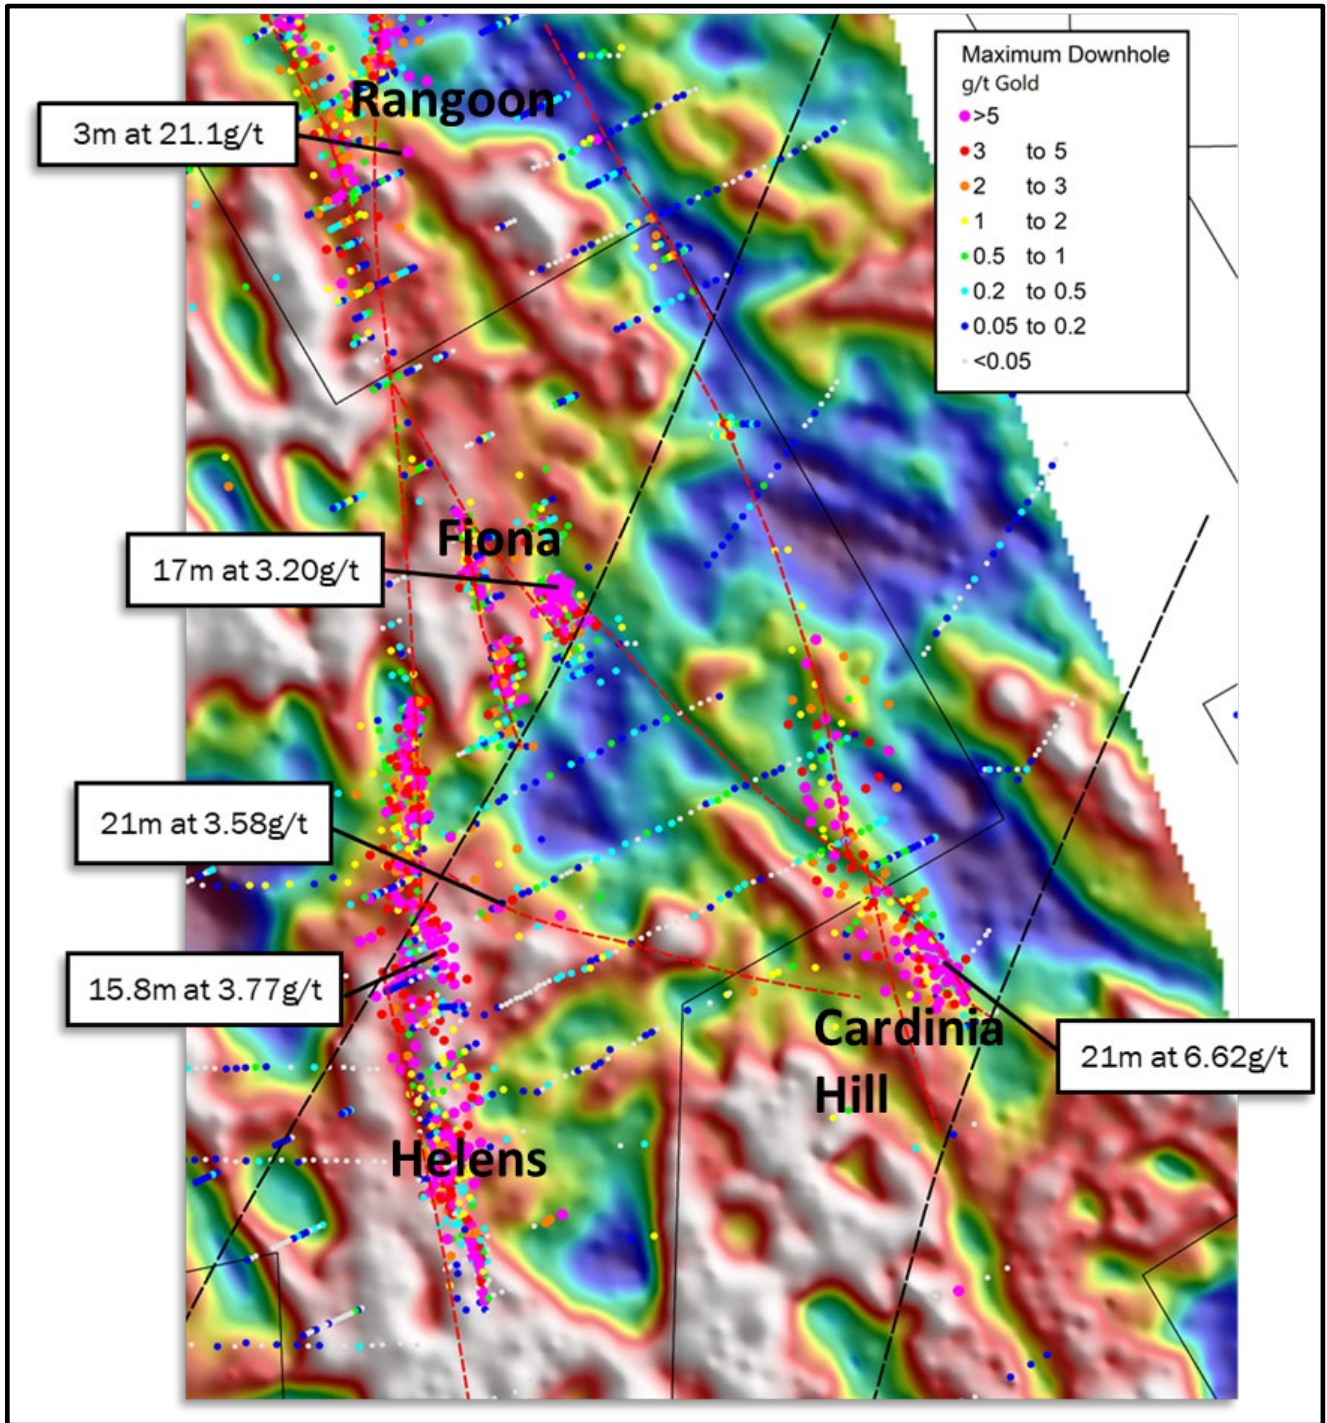 Maximum Downhole
g/t Gold
>5
3 to 5
2 to 3
1 to 2
0.5 to 1
0.2 to 0.5
0.05 to 0.2
<0.05
Rangoon
3m at 21.1g/t
Fiona
17m at 3.20g/t
21m at 3.58g/t
15.8m at 3.77g/t
Cardinia
Hill
21m at 6.62g/t
Helens